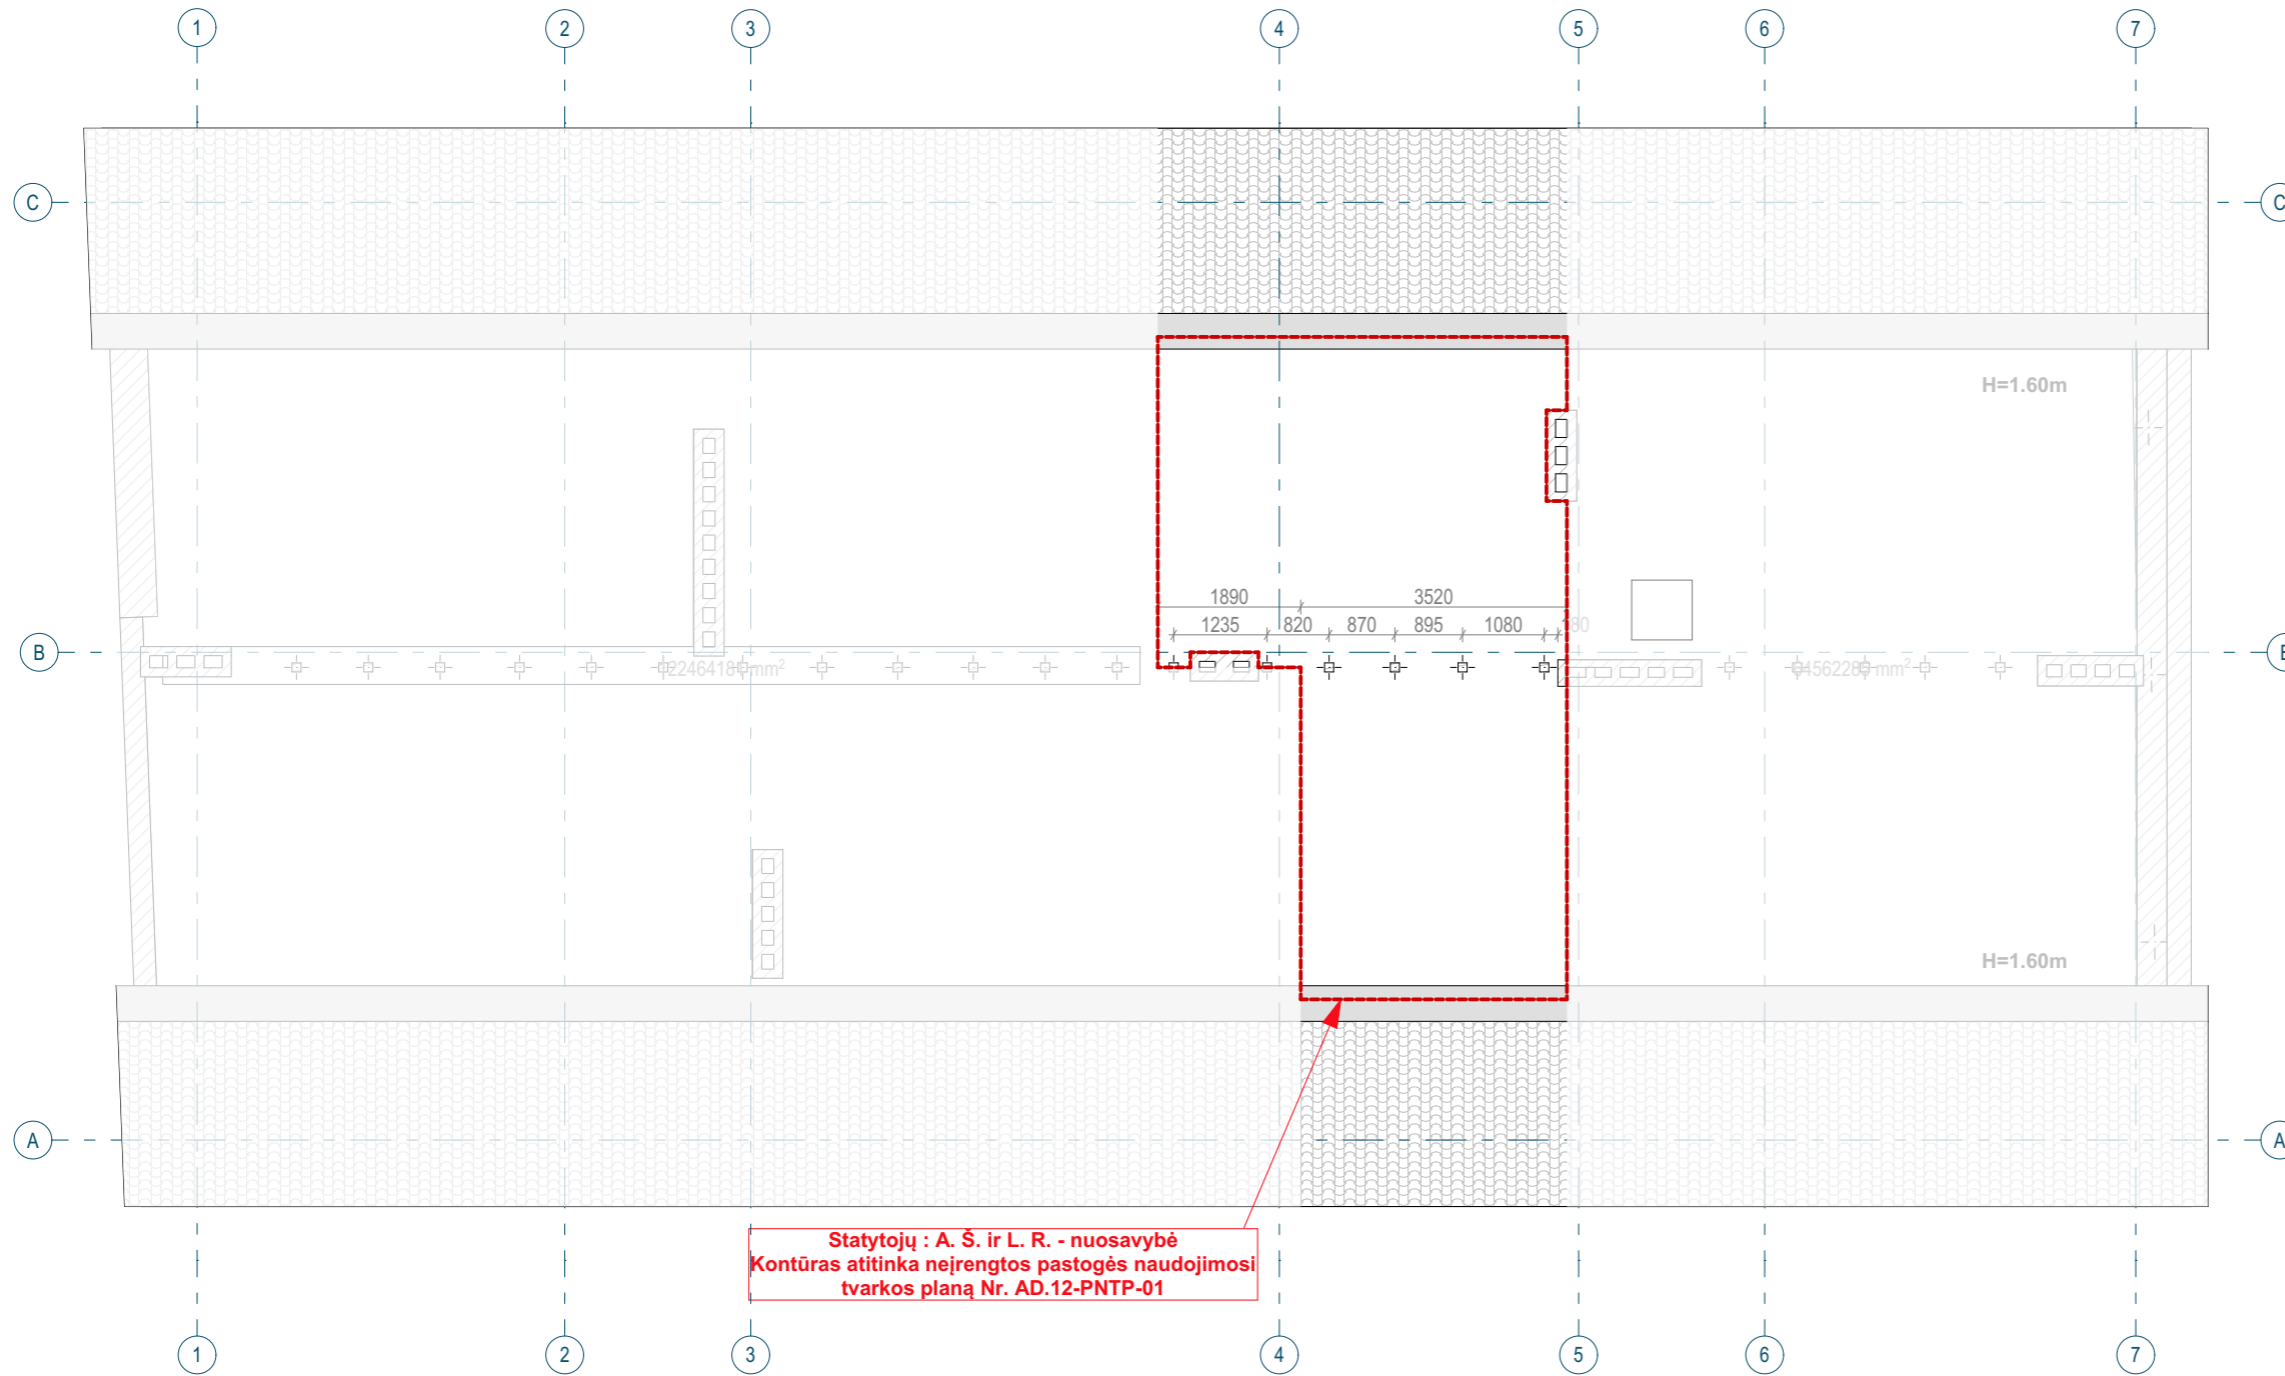 1 2 3 4 5 6 7
C C
H=1.60m
1890 3520
1235 820 870 895 1080
B
H=1.60m
A A
Statytojų : A. Š. ir L. R. - nuosavybė
Kontūras atitinka neįrengtos pastogės naudojimosi
tvarkos planą Nr. AD.12-PNTP-01
1 2 3 4 5 6 7